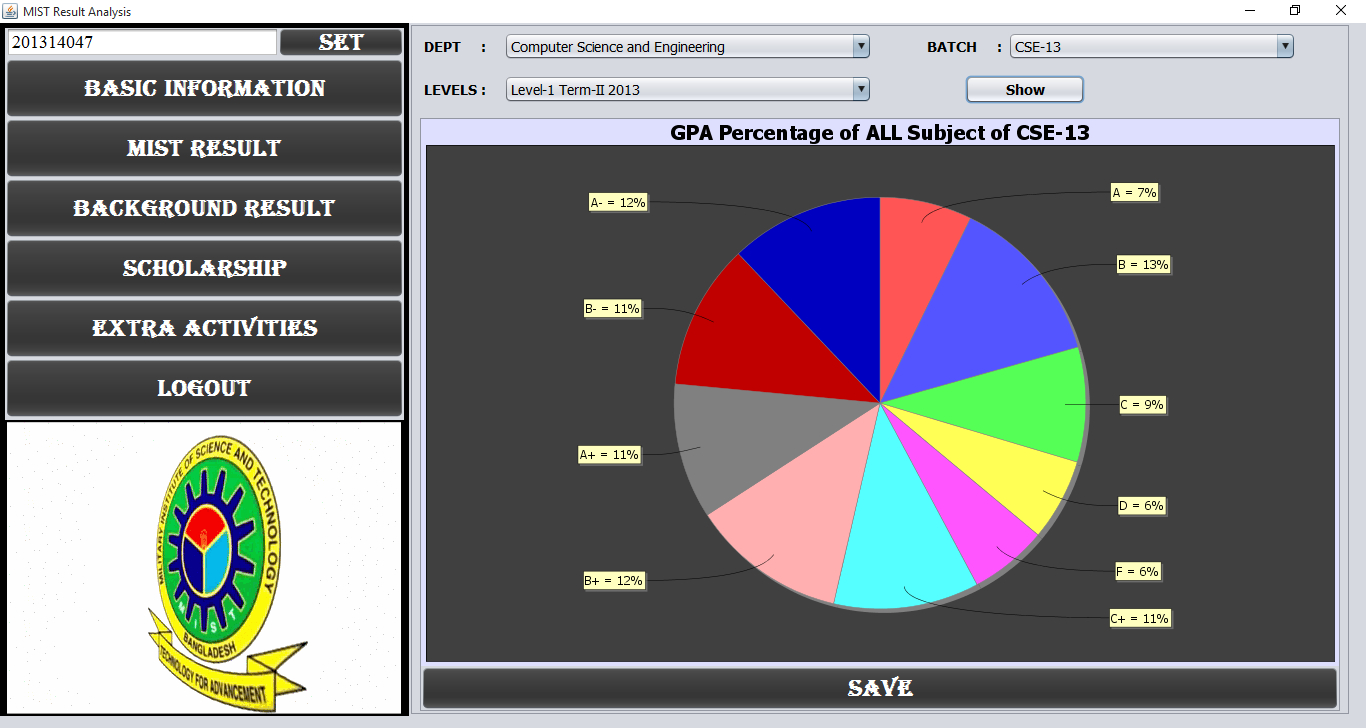 MIST Result Analysis
201314047 SET
BASIC INFORMATION
MIST RESULT
BACKGROUND RESULT
SCHOLARSHIP
EXTRA ACTIVITIES
LOGOUT
MILITARY INSTITUTE OF SCIENCE AND TECHNOLOGY
MIST
BANGLADESH
TECHNOLOGY FOR ADVANCEMENT
DEPT : Computer Science and Engineering BATCH : CSE-13
LEVELS : Level-1 Term-II 2013 Show
GPA Percentage of ALL Subject of CSE-13
A- = 12%
A = 7%
B = 13%
B- = 11%
C = 9%
A+ = 11%
D = 6%
F = 6%
B+ = 12%
C+ = 11%
SAVE